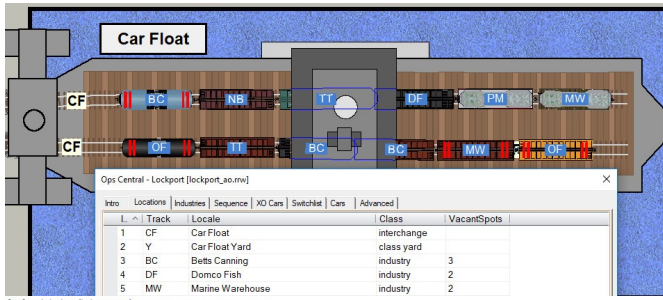 Car Float
CF BC NB TT DF PM MW
CF OF TT BC BC MW OF
Ops Central - Lockport [lockport_ao.rrw]
Intro Locations Industries Sequence XO Cars Switchlist Cars Advanced
I.. Track Locale Class VacantSpots
1 CF Car Float interchange
2 Y Car Float Yard class yard
3 BC Betts Canning industry 3
4 DF Domco Fish industry 2
5 MW Marine Warehouse industry 2